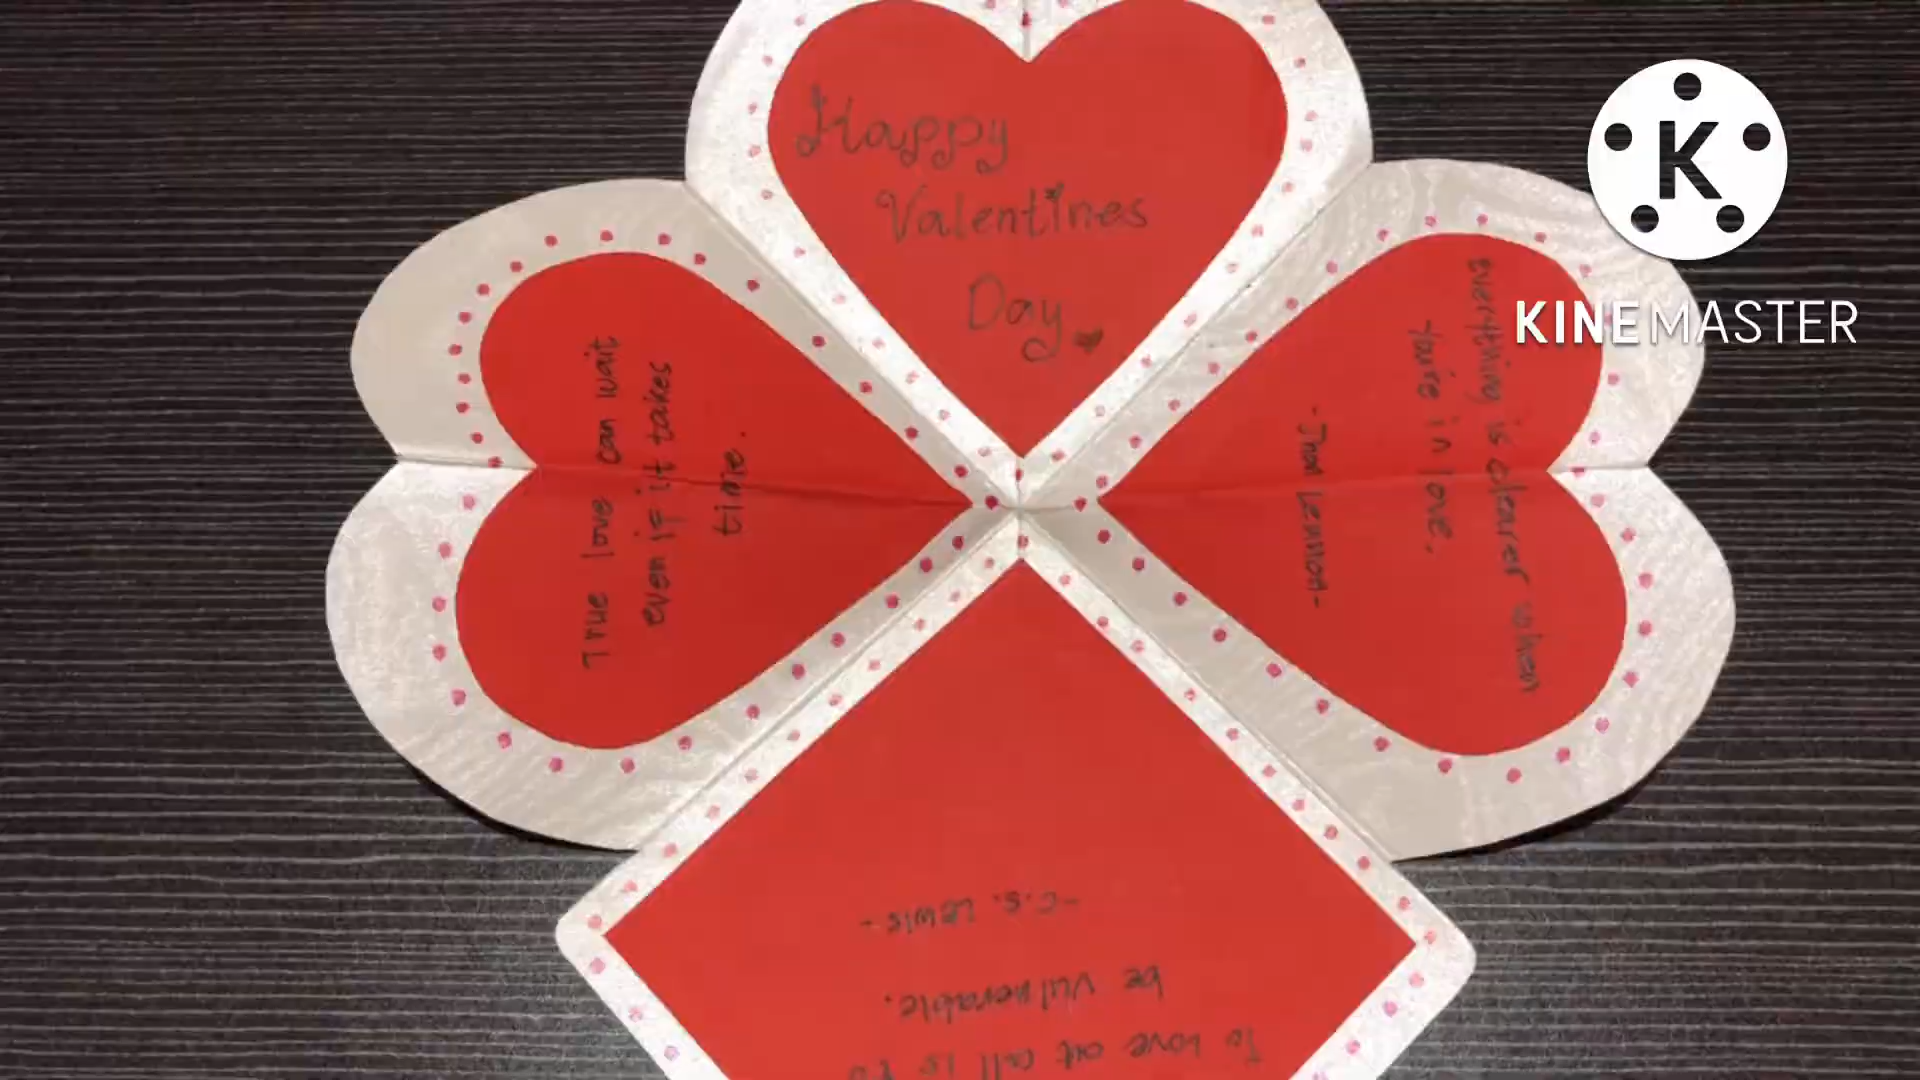 Happy
Valentines
Day
True love can wait
even if it takes
time.
everything is clearer when
You're in love.
- Jhon Lennon-
To Love at all is to
be vulnerable.
-C.S. Lewis-
KINEMASTER